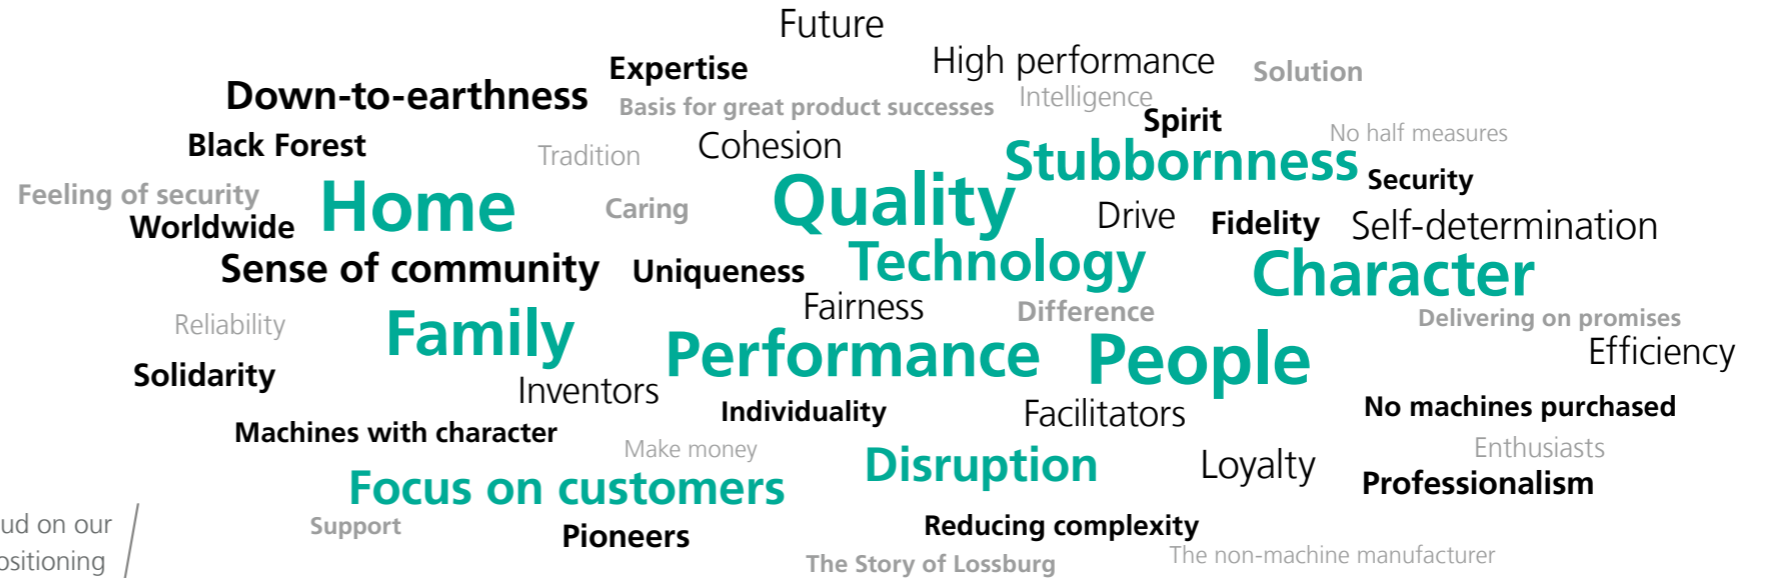 Future
Expertise
High performance
Solution
Down-to-earthness
Basis for great product successes
Intelligence
Spirit
Black Forest
Tradition
Cohesion
Stubbornness
No half measures
Feeling of security
Home
Caring
Quality
Security
Worldwide
Drive
Fidelity
Self-determination
Sense of community
Uniqueness
Technology
Character
Fairness
Difference
Delivering on promises
Reliability
Family
Performance
People
Efficiency
Solidarity
Inventors
Individuality
Facilitators
No machines purchased
Machines with character
Make money
Disruption
Loyalty
Enthusiasts
Focus on customers
Professionalism
ud on our
ositioning
Support
Pioneers
Reducing complexity
The Story of Lossburg
The non-machine manufacturer